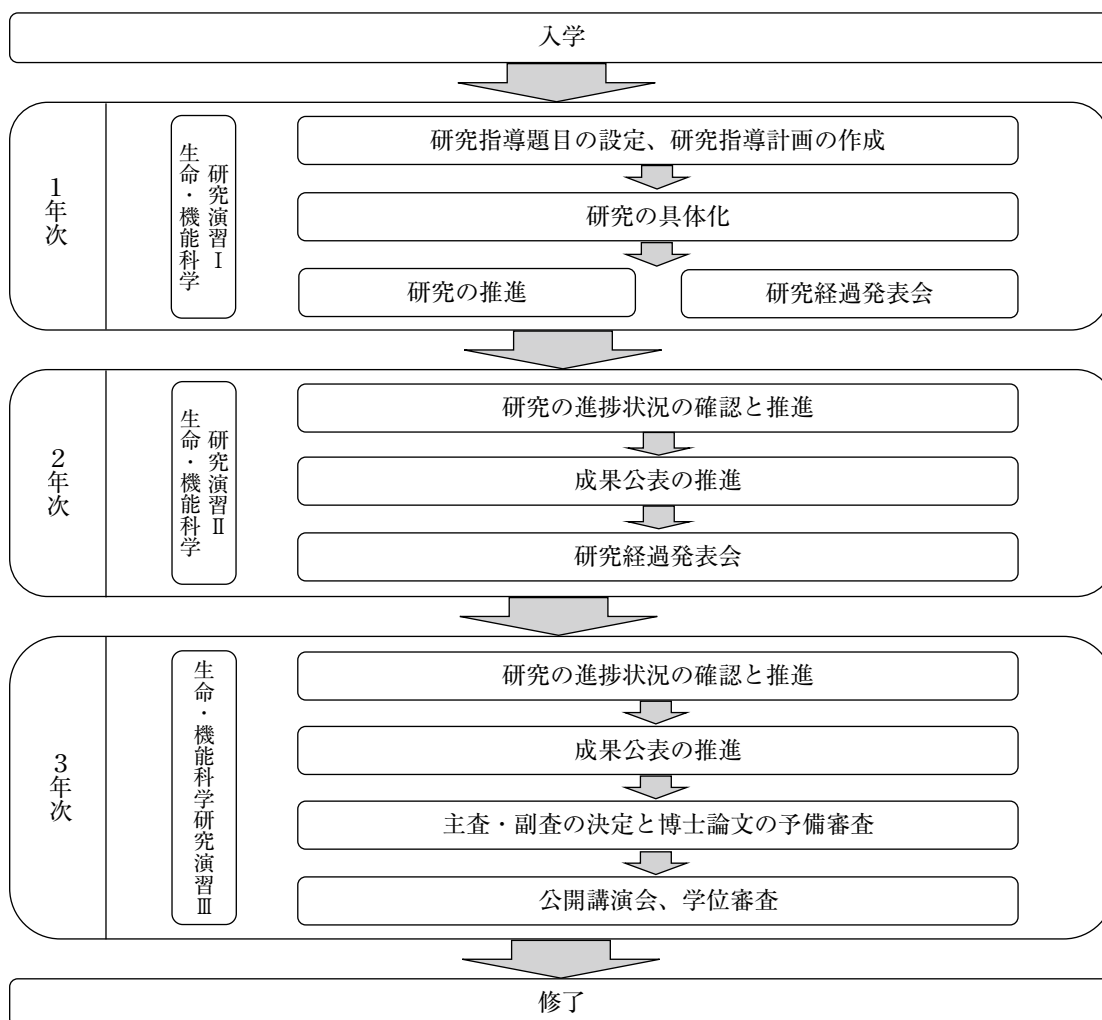 入学
1年次
生命・機能科学
研究演習Ⅰ
研究指導題目の設定、研究指導計画の作成
研究の具体化
研究の推進
研究経過発表会
2年次
生命・機能科学
研究演習Ⅱ
研究の進捗状況の確認と推進
成果公表の推進
研究経過発表会
3年次
生命・機能科学研究演習Ⅲ
研究の進捗状況の確認と推進
成果公表の推進
主査・副査の決定と博士論文の予備審査
公開講演会、学位審査
修了